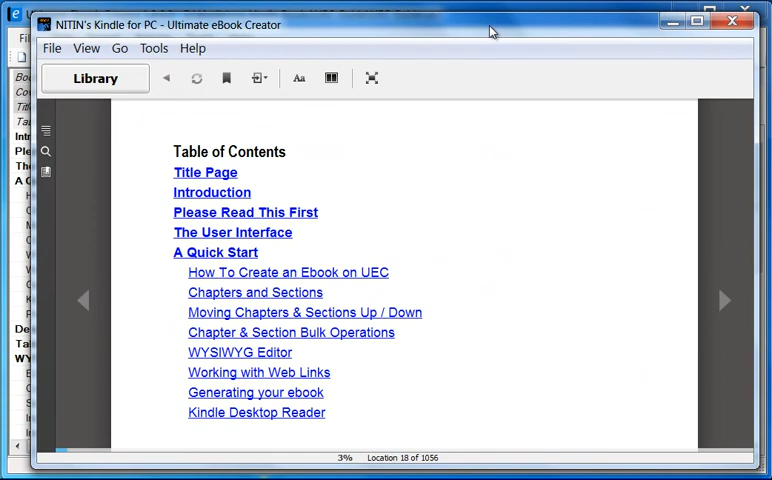 NITIN's Kindle for PC - Ultimate eBook Creator
File View Go Tools Help
Library
Aa
Table of Contents
Title Page
Introduction
Please Read This First
The User Interface
A Quick Start
How To Create an Ebook on UEC
Chapters and Sections
Moving Chapters & Sections Up / Down
Chapter & Section Bulk Operations
WYSIWYG Editor
Working with Web Links
Generating your ebook
Kindle Desktop Reader
3% Location 18 of 1056